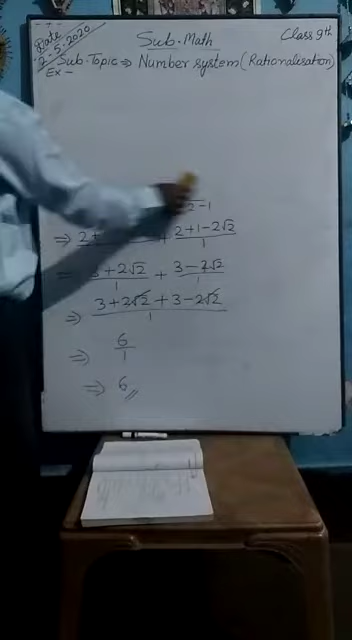 Date
2-5-2020
Sub. Math
Class 9th
Sub-Topic ⇒ Number system (Rationalisation)
Ex -
2-1
⇒ 2+ + 2+1-2√2/1
= 3+2√2/1 + 3-2√2/1
⇒ 3+2√2+3-2√2/1
⇒ 6/1
⇒ 6